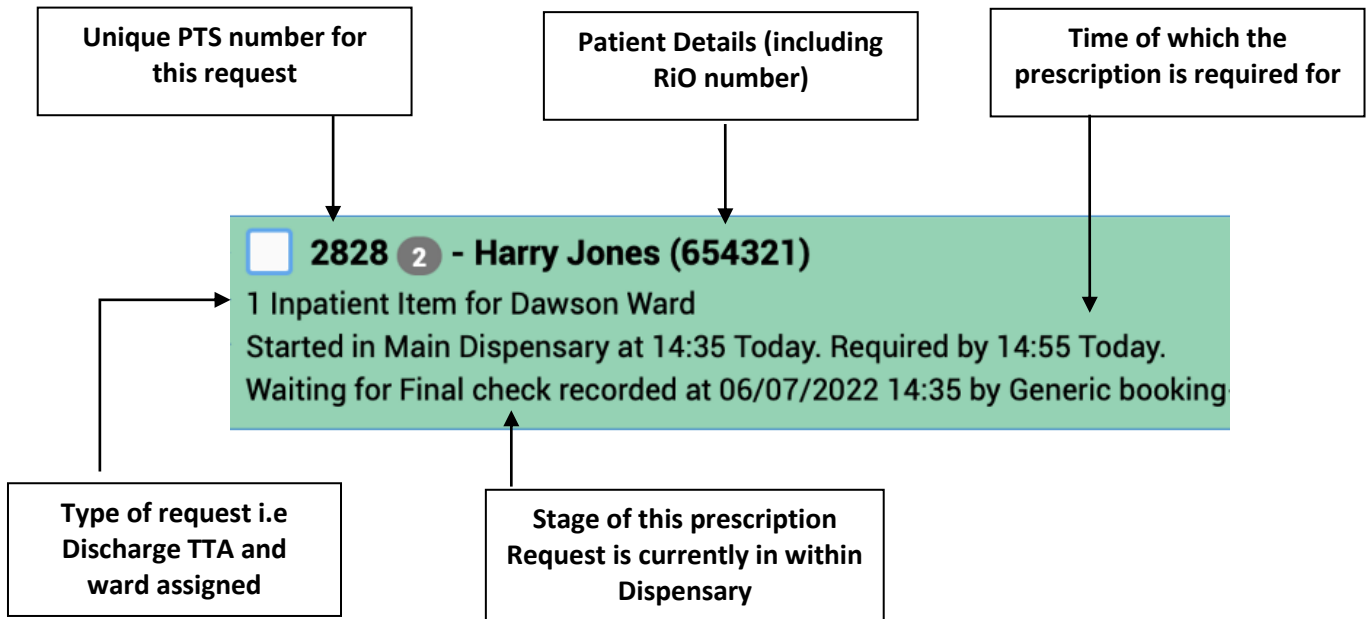 Unique PTS number for
this request
Patient Details (including
RiO number)
Time of which the
prescription is required for
2828 2 - Harry Jones (654321)
1 Inpatient Item for Dawson Ward
Started in Main Dispensary at 14:35 Today. Required by 14:55 Today.
Waiting for Final check recorded at 06/07/2022 14:35 by Generic booking-
Type of request i.e
Discharge TTA and
ward assigned
Stage of this prescription
Request is currently in within
Dispensary